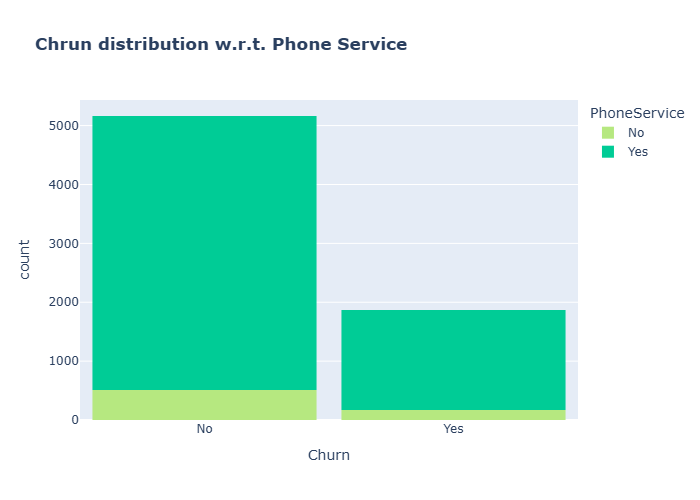 Chrun distribution w.r.t. Phone Service
PhoneService
No
Yes
count
5000
4000
3000
2000
1000
0
No
Yes
Churn